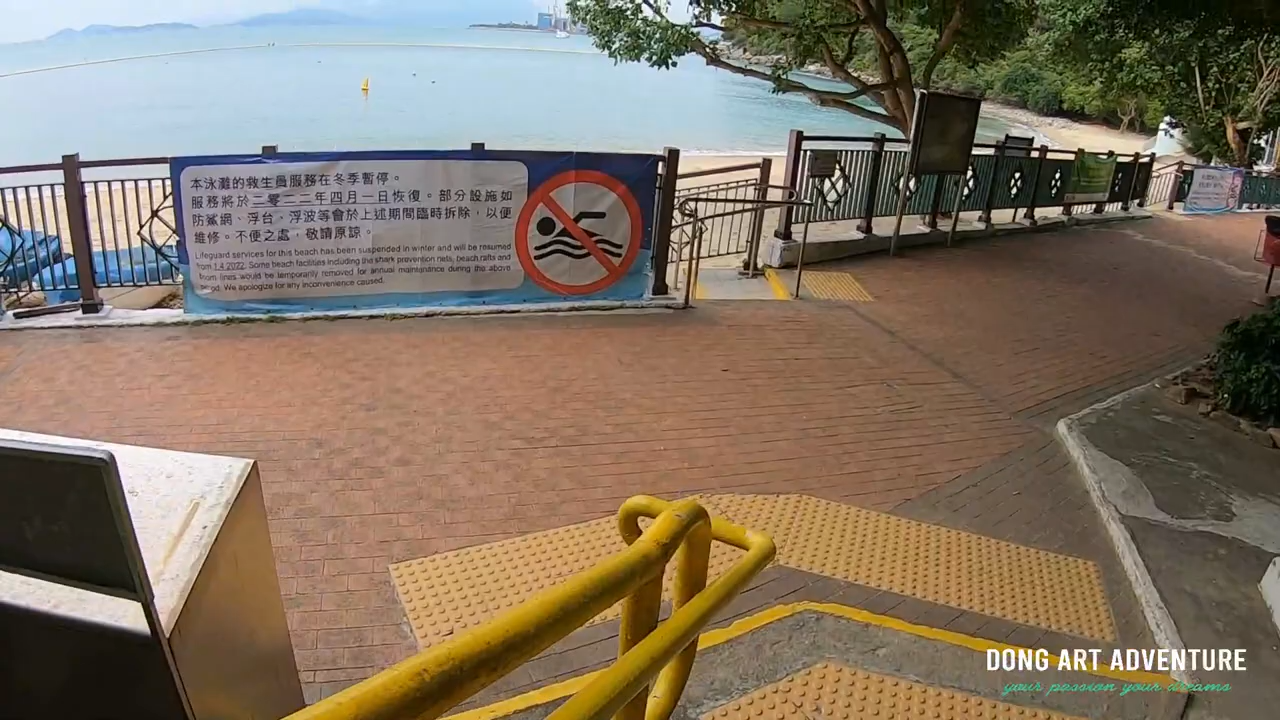 本泳灘的救生員服務在冬季暫停。
服務將於二零二二年四月一日恢復。部分設施如
防鯊網、浮台、浮波等會於上述期間臨時拆除，以便
維修。不便之處，敬請原諒。
Lifeguard services for this beach has been suspended in winter and will be resumed
from 1.4.2022. Some beach facilities including the shark prevention nets, beach rafts and
boom lines would be temporarily removed for annual maintenance during the above
period. We apologize for any inconvenience caused.
DONG ART ADVENTURE
your passion your dreams